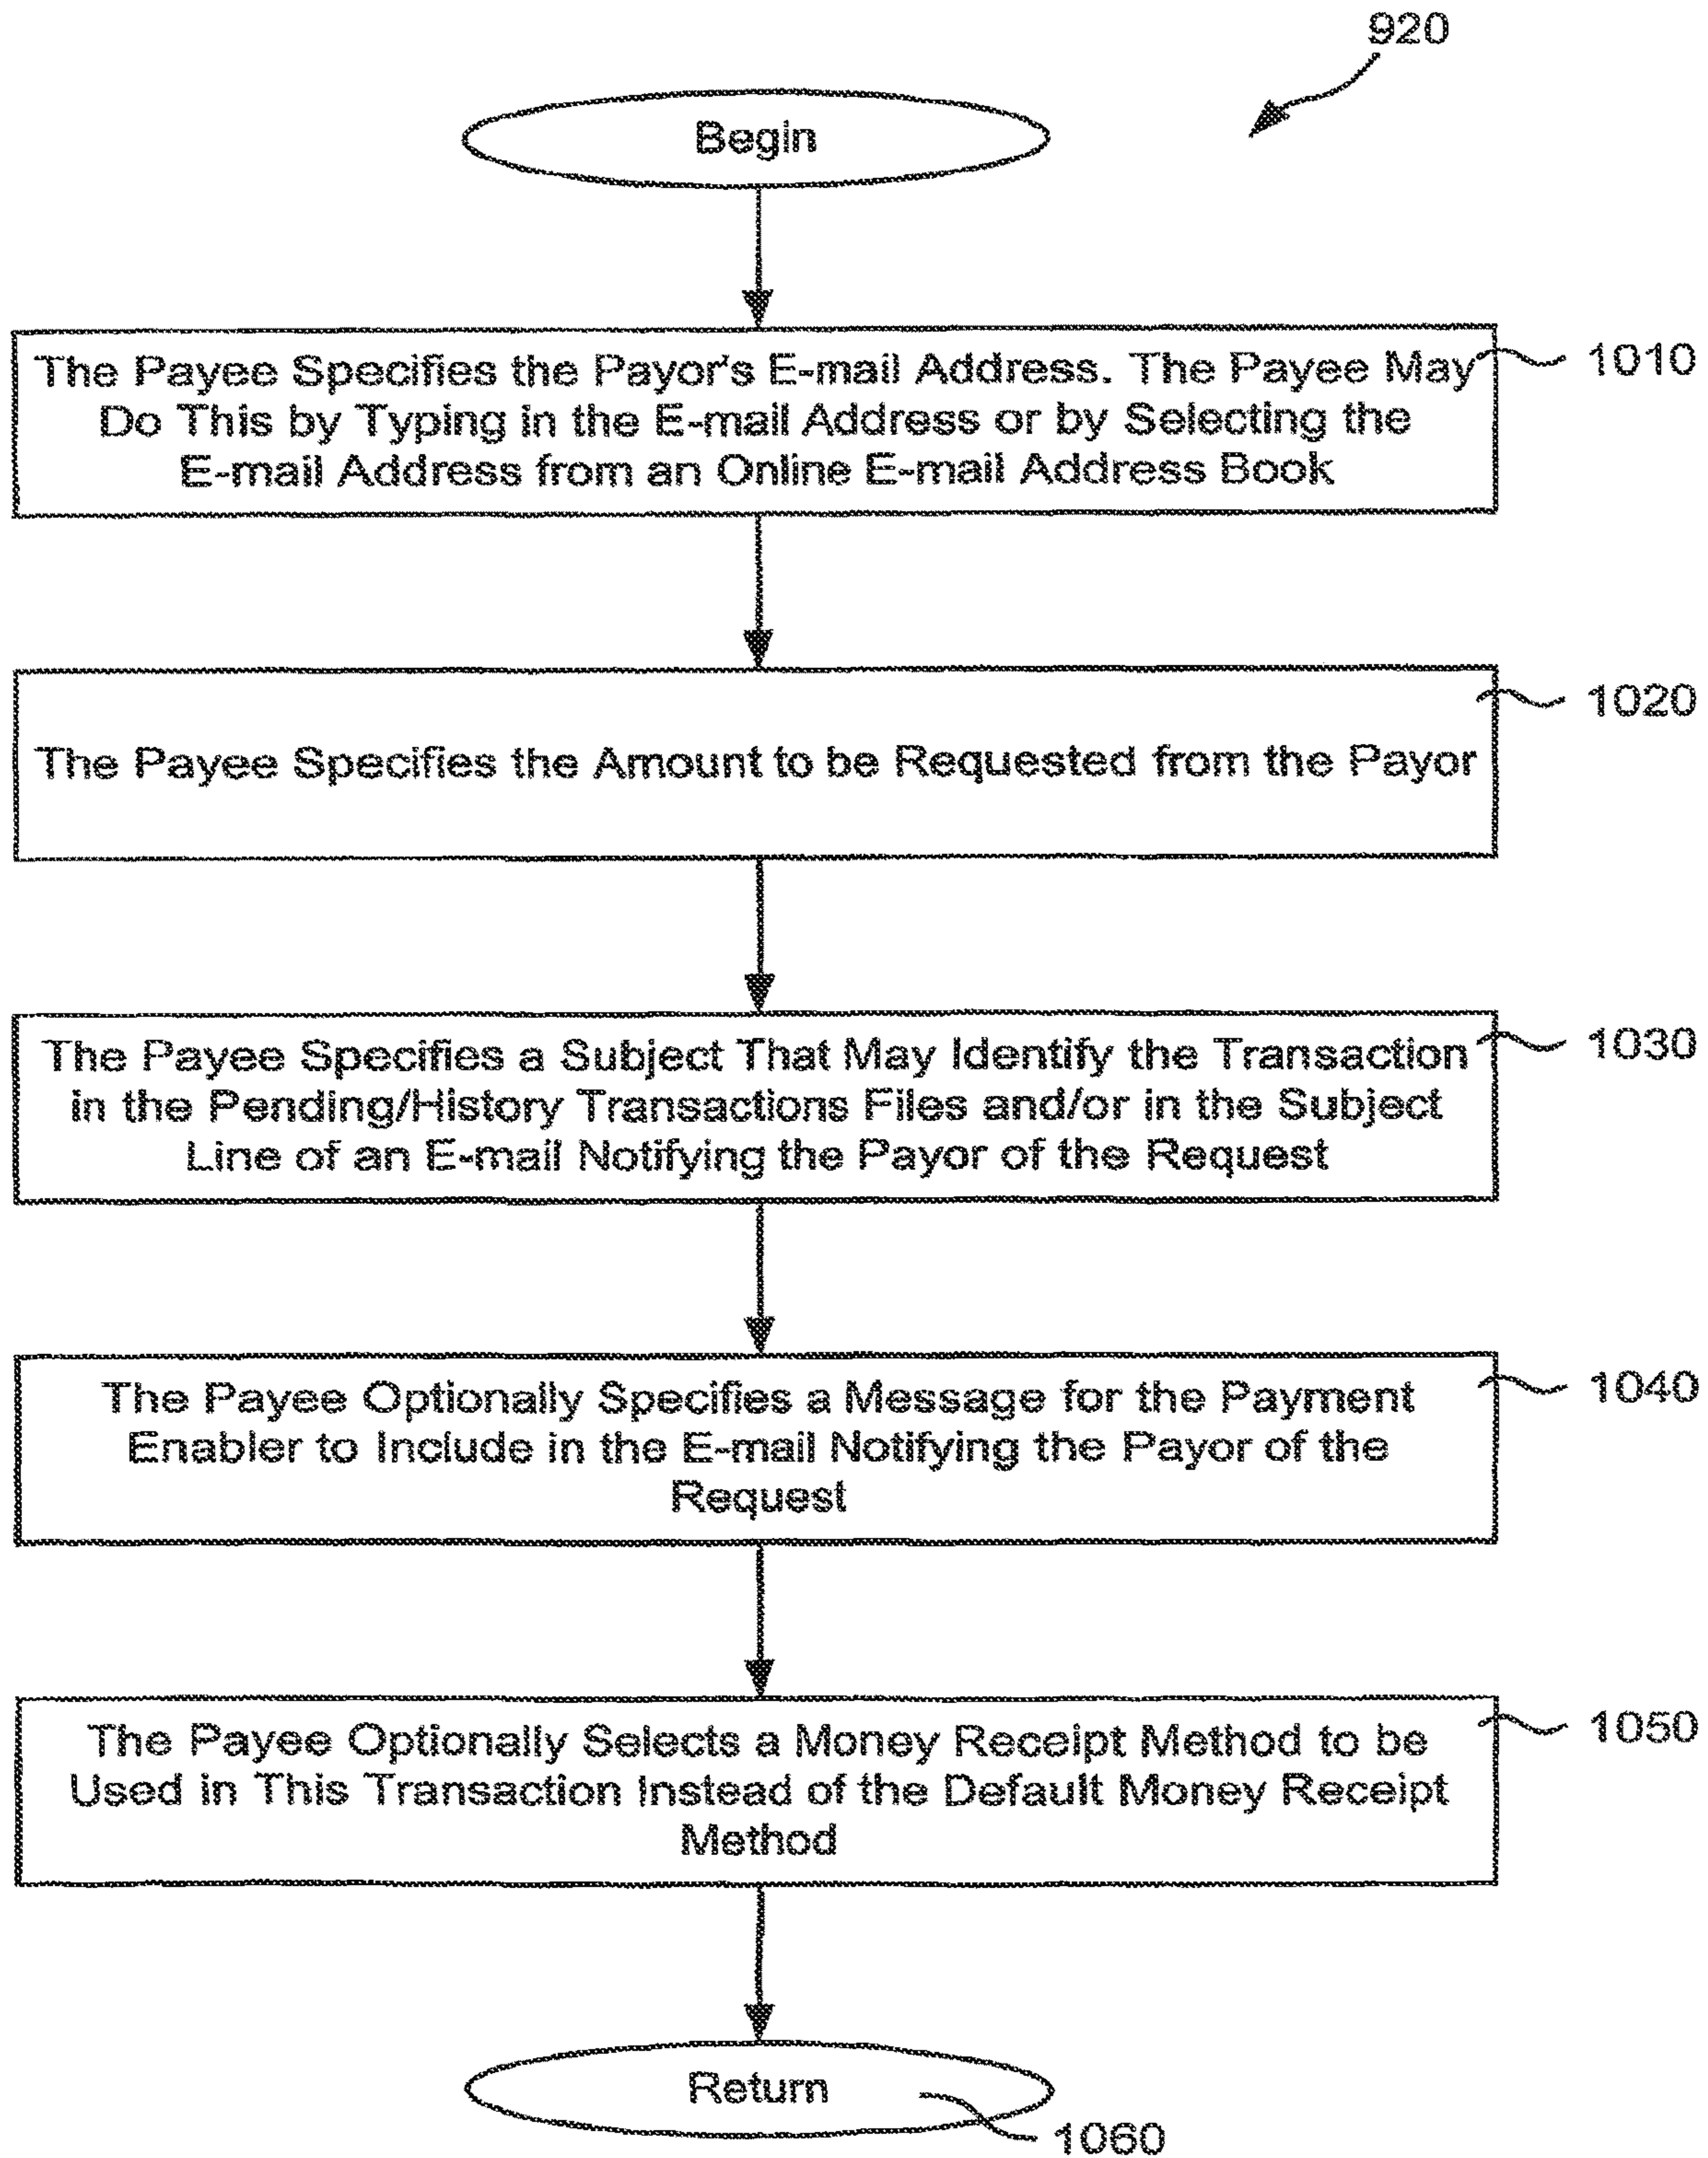 920
Begin
The Payee Specifies the Payor's E-mail Address. The Payee May
Do This by Typing in the E-mail Address or by Selecting the
E-mail Address from an Online E-mail Address Book
1010
The Payee Specifies the Amount to be Requested from the Payor
1020
The Payee Specifies a Subject That May Identify the Transaction
in the Pending/History Transactions Files and/or in the Subject
Line of an E-mail Notifying the Payor of the Request
1030
The Payee Optionally Specifies a Message for the Payment
Enabler to Include in the E-mail Notifying the Payor of the
Request
1040
The Payee Optionally Selects a Money Receipt Method to be
Used in This Transaction Instead of the Default Money Receipt
Method
1050
Return
1060